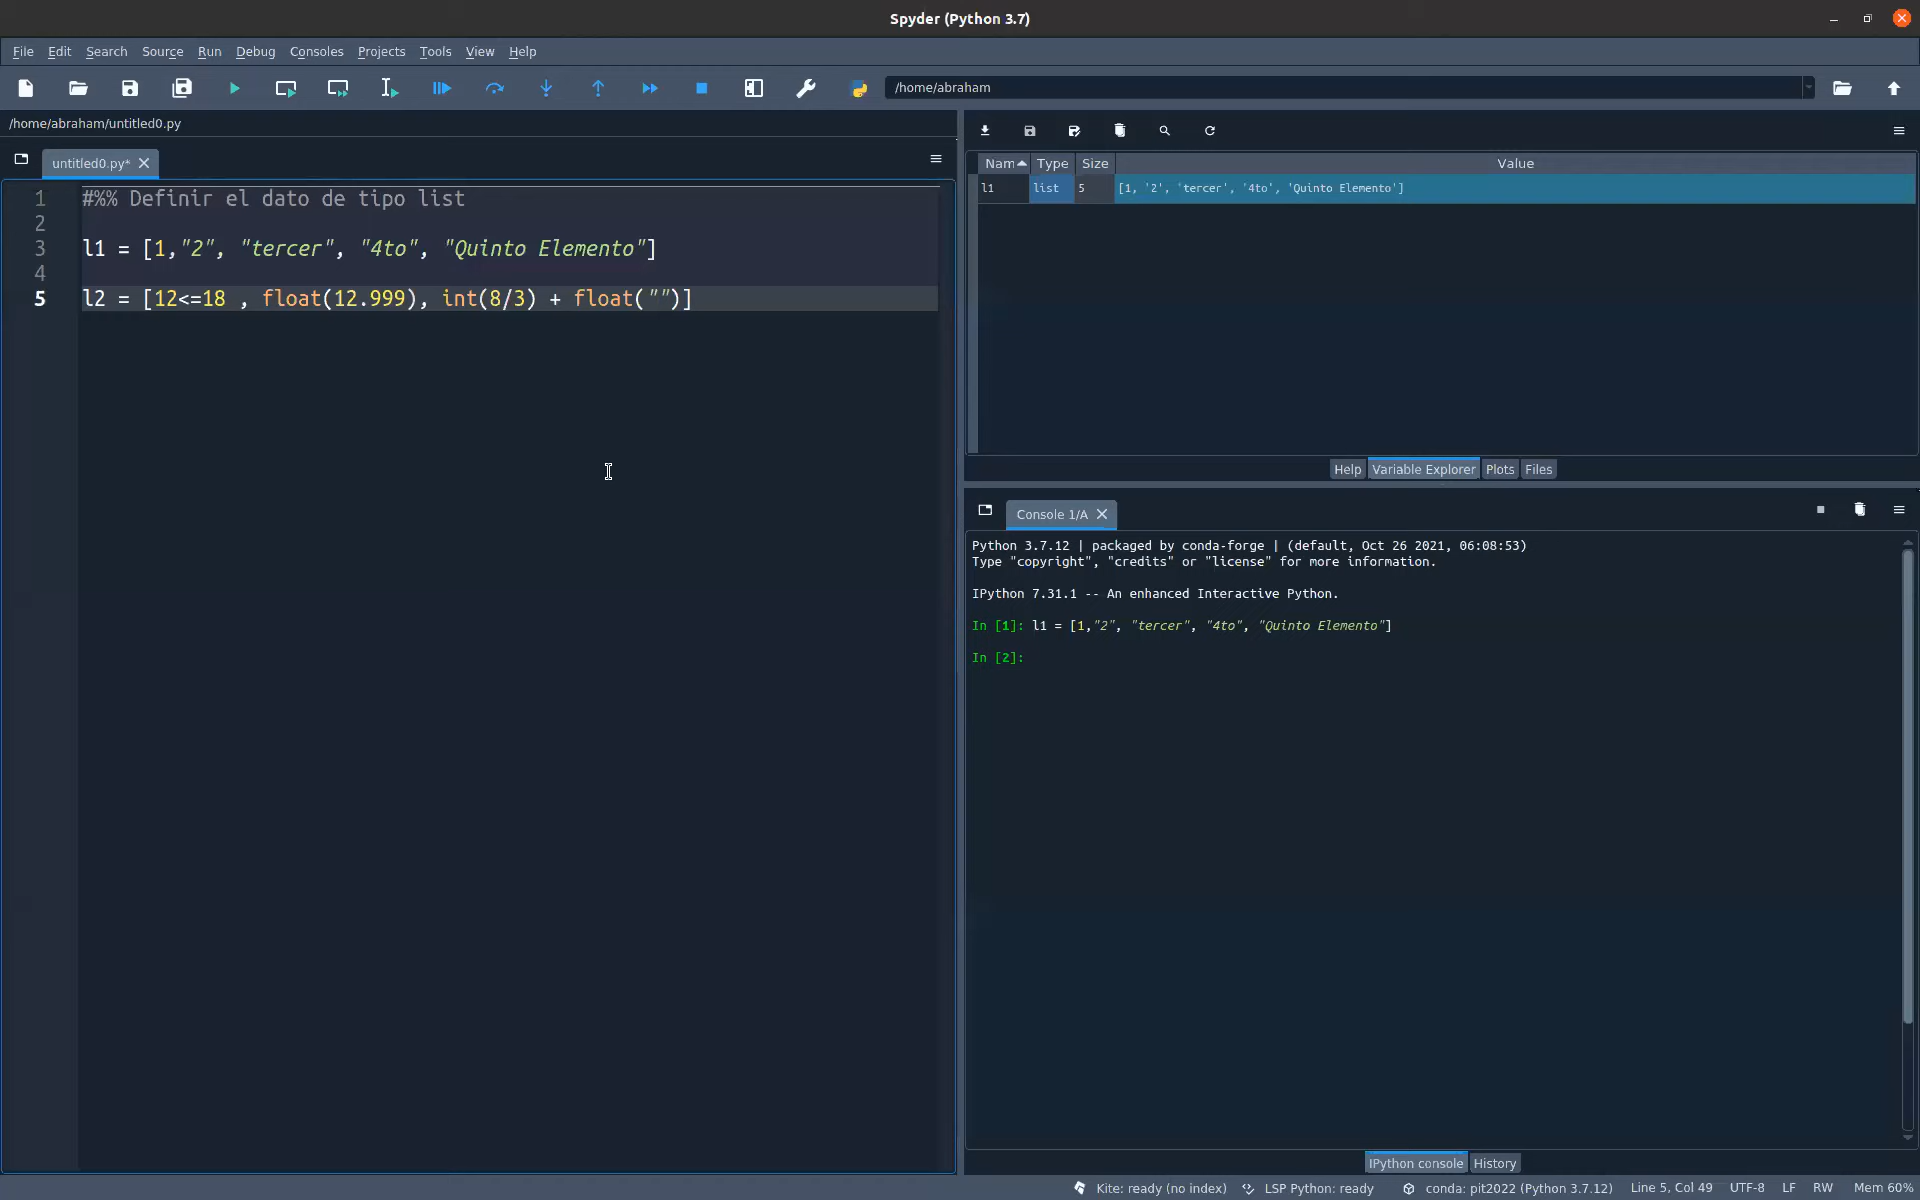 Spyder (Python 3.7)
File Edit Search Source Run Debug Consoles Projects Tools View Help
/home/abraham
/home/abraham/untitled0.py
untitled0.py*
1 #%% Definir el dato de tipo list
2
3 l1 = [1,"2", "tercer", "4to", "Quinto Elemento"]
4
5 l2 = [12<=18 , float(12.999), int(8/3) + float("")]
Nam Type Size Value
l1 list 5 [1, '2', 'tercer', '4to', 'Quinto Elemento']
Help Variable Explorer Plots Files
Console 1/A
Python 3.7.12 | packaged by conda-forge | (default, Oct 26 2021, 06:08:53)
Type "copyright", "credits" or "license" for more information.
IPython 7.31.1 -- An enhanced Interactive Python.
In [1]: l1 = [1,"2", "tercer", "4to", "Quinto Elemento"]
In [2]:
IPython console History
Kite: ready (no index) LSP Python: ready conda: pit2022 (Python 3.7.12) Line 5, Col 49 UTF-8 LF RW Mem 60%